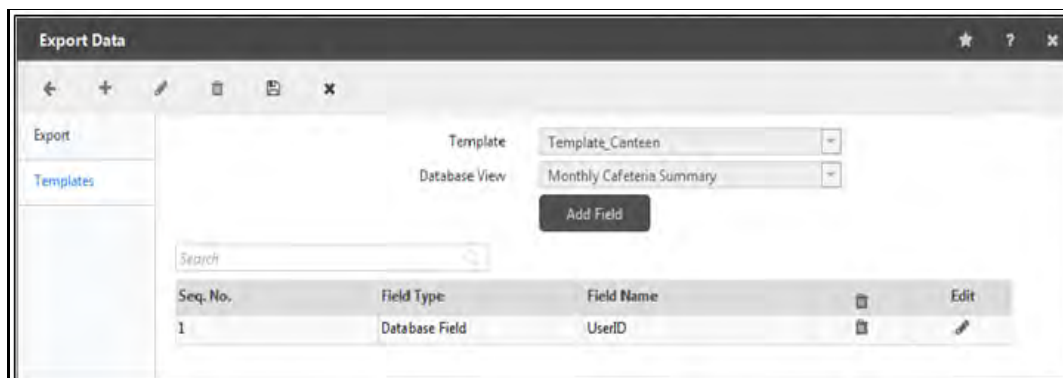 Export Data
Export
Templates
Template Template_Canteen
Database View Monthly Cafeteria Summary
Add Field
Search
Seq. No. Field Type Field Name Edit
1 Database Field UserID